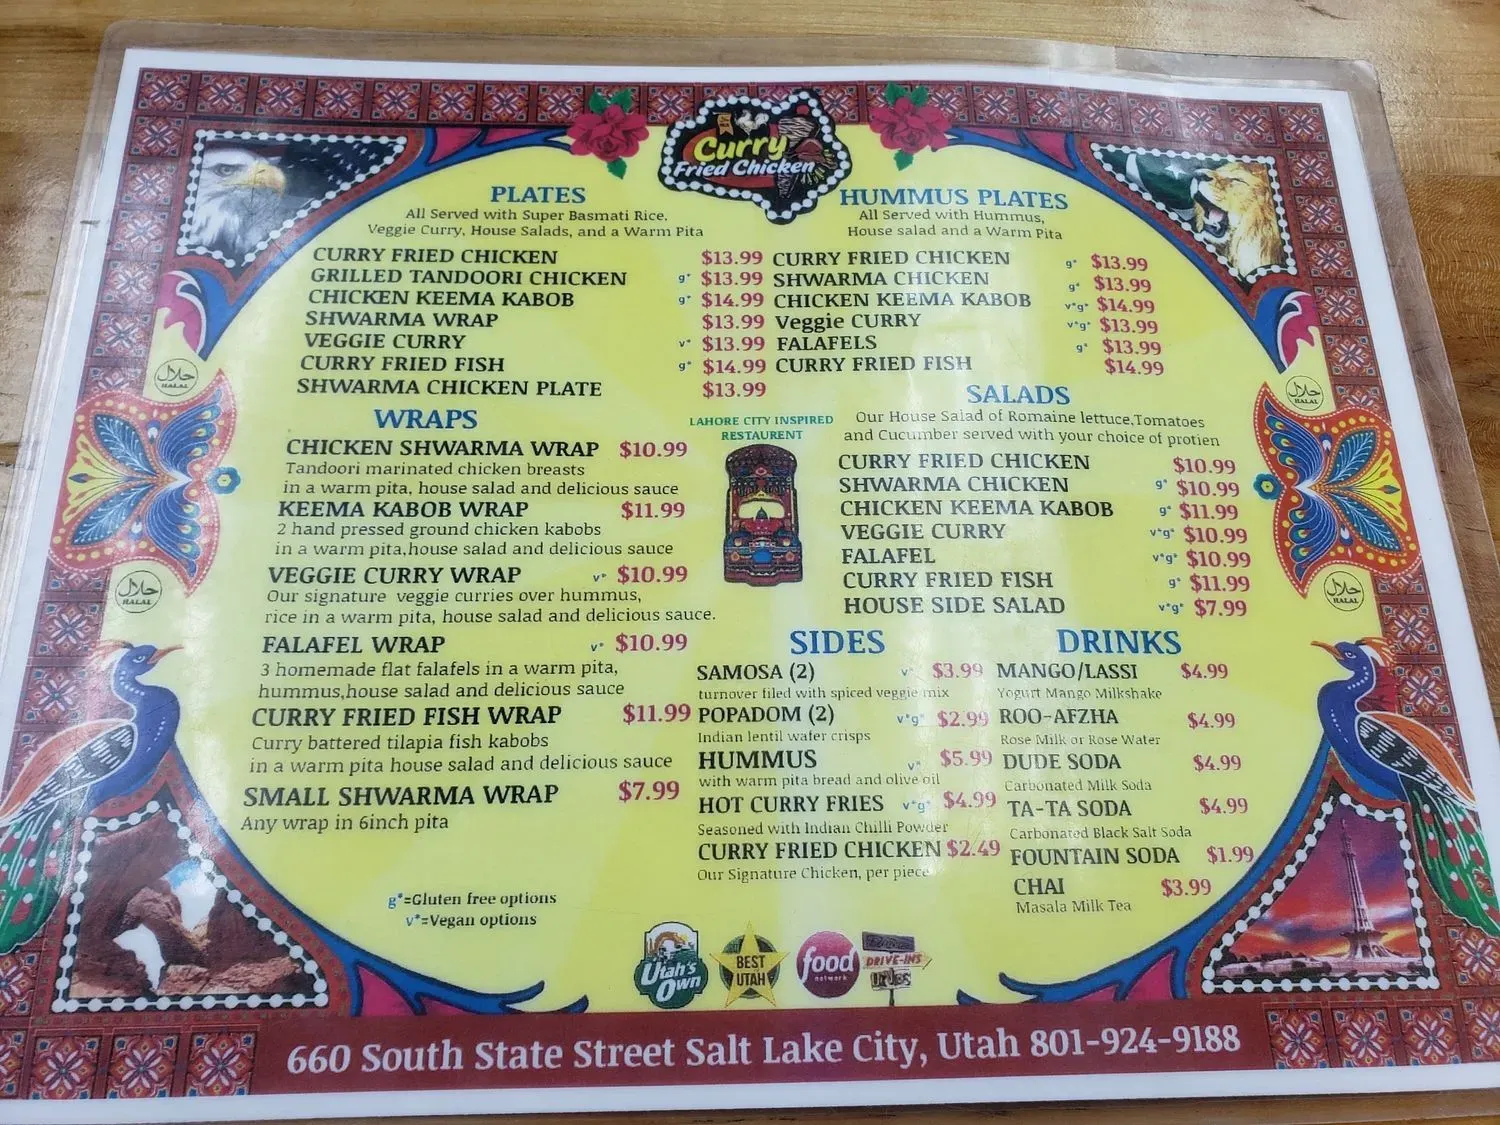 Curry
Fried Chicken
PLATES
All Served with Super Basmati Rice.
Veggie Curry, House Salads, and a Warm Pita
CURRY FRIED CHICKEN $13.99
GRILLED TANDOORI CHICKEN g* $13.99
CHICKEN KEEMA KABOB g* $14.99
SHWARMA WRAP $13.99
VEGGIE CURRY v* $13.99
CURRY FRIED FISH g* $14.99
SHWARMA CHICKEN PLATE $13.99
WRAPS
CHICKEN SHWARMA WRAP $10.99
Tandoori marinated chicken breasts
in a warm pita, house salad and delicious sauce
KEEMA KABOB WRAP $11.99
2 hand pressed ground chicken kabobs
in a warm pita,house salad and delicious sauce
VEGGIE CURRY WRAP v* $10.99
Our signature veggie curries over hummus,
rice in a warm pita, house salad and delicious sauce.
FALAFEL WRAP v* $10.99
3 homemade flat falafels in a warm pita,
hummus,house salad and delicious sauce
CURRY FRIED FISH WRAP $11.99
Curry battered tilapia fish kabobs
in a warm pita house salad and delicious sauce
SMALL SHWARMA WRAP $7.99
Any wrap in 6inch pita
g*=Gluten free options
v*=Vegan options
HUMMUS PLATES
All Served with Hummus,
House salad and a Warm Pita
CURRY FRIED CHICKEN g* $13.99
SHWARMA CHICKEN g* $13.99
CHICKEN KEEMA KABOB v*g* $14.99
Veggie CURRY v*g* $13.99
FALAFELS g* $13.99
CURRY FRIED FISH $14.99
LAHORE CITY INSPIRED
RESTAURENT
SALADS
Our House Salad of Romaine lettuce,Tomatoes
and Cucumber served with your choice of protien
CURRY FRIED CHICKEN $10.99
SHWARMA CHICKEN g* $10.99
CHICKEN KEEMA KABOB g* $11.99
VEGGIE CURRY v*g* $10.99
FALAFEL v*g* $10.99
CURRY FRIED FISH g* $11.99
HOUSE SIDE SALAD v*g* $7.99
SIDES
SAMOSA (2) v* $3.99
turnover filed with spiced veggie mix
POPADOM (2) v*g* $2.99
Indian lentil wafer crisps
HUMMUS v* $5.99
with warm pita bread and olive oil
HOT CURRY FRIES v*g* $4.99
Seasoned with Indian Chilli Powder
CURRY FRIED CHICKEN $2.49
Our Signature Chicken, per piece
DRINKS
MANGO/LASSI $4.99
Yogurt Mango Milkshake
ROO-AFZHA $4.99
Rose Milk or Rose Water
DUDE SODA $4.99
Carbonated Milk Soda
TA-TA SODA $4.99
Carbonated Black Salt Soda
FOUNTAIN SODA $1.99
CHAI $3.99
Masala Milk Tea
حلال
HALAL
حلال
HALAL
حلال
HALAL
حلال
HALAL
Utah's
Own
BEST
UTAH
food
network
DRIVE-INS
660 South State Street Salt Lake City, Utah 801-924-9188